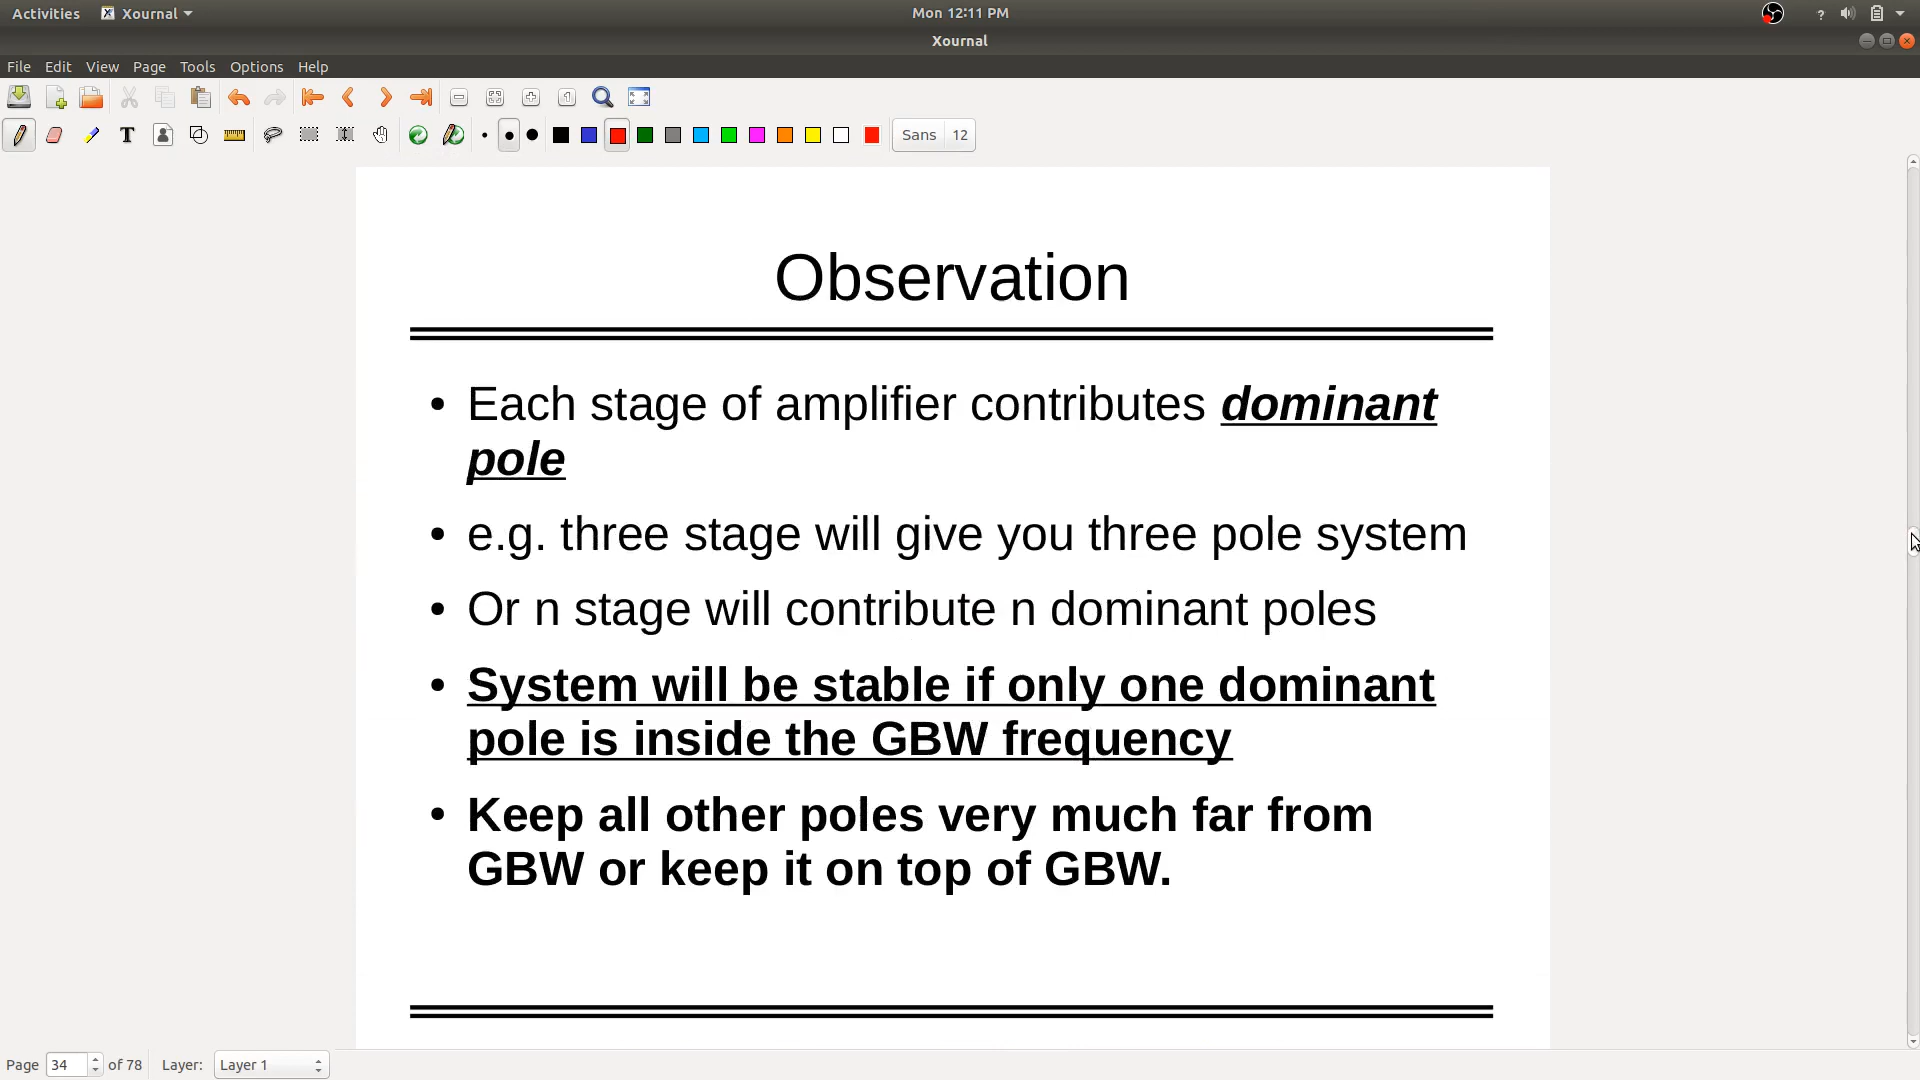 Activities Xournal Mon 12:11 PM ?
Xournal
File Edit View Page Tools Options Help
T Sans 12
Observation
• Each stage of amplifier contributes dominant
pole
• e.g. three stage will give you three pole system
• Or n stage will contribute n dominant poles
• System will be stable if only one dominant
pole is inside the GBW frequency
• Keep all other poles very much far from
GBW or keep it on top of GBW.
Page 34 of 78 Layer: Layer 1